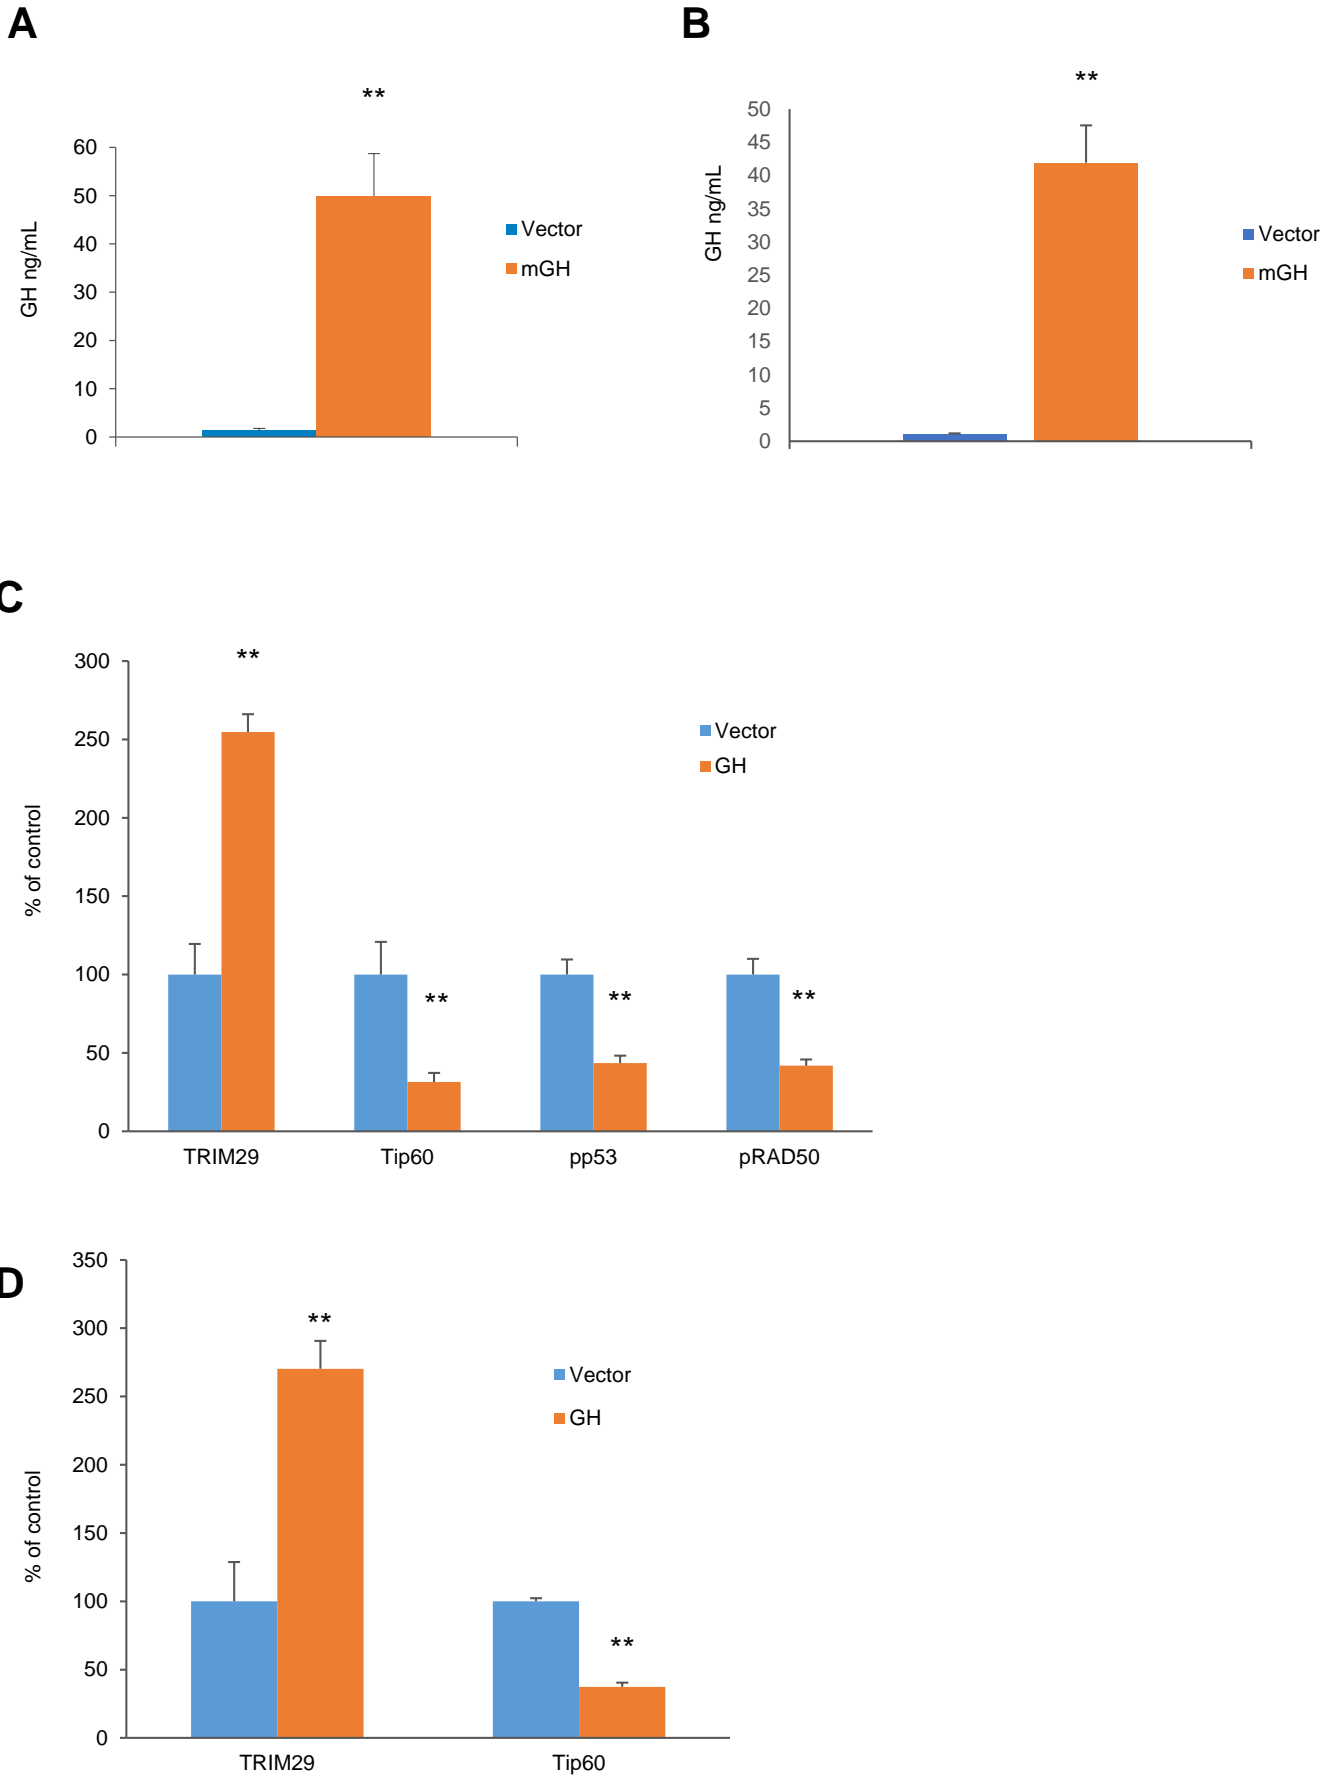 A
**
60
50
40
30
20
10
0
GH ng/mL
Vector
mGH
B
**
50
45
40
35
30
25
20
15
10
5
0
GH ng/mL
Vector
mGH
C
**
300
250
200
150
100
50
0
% of control
Vector
GH
** ** **
TRIM29 Tip60 pp53 pRAD50
D
350
300
250
200
150
100
50
0
% of control
**
Vector
GH
**
TRIM29 Tip60